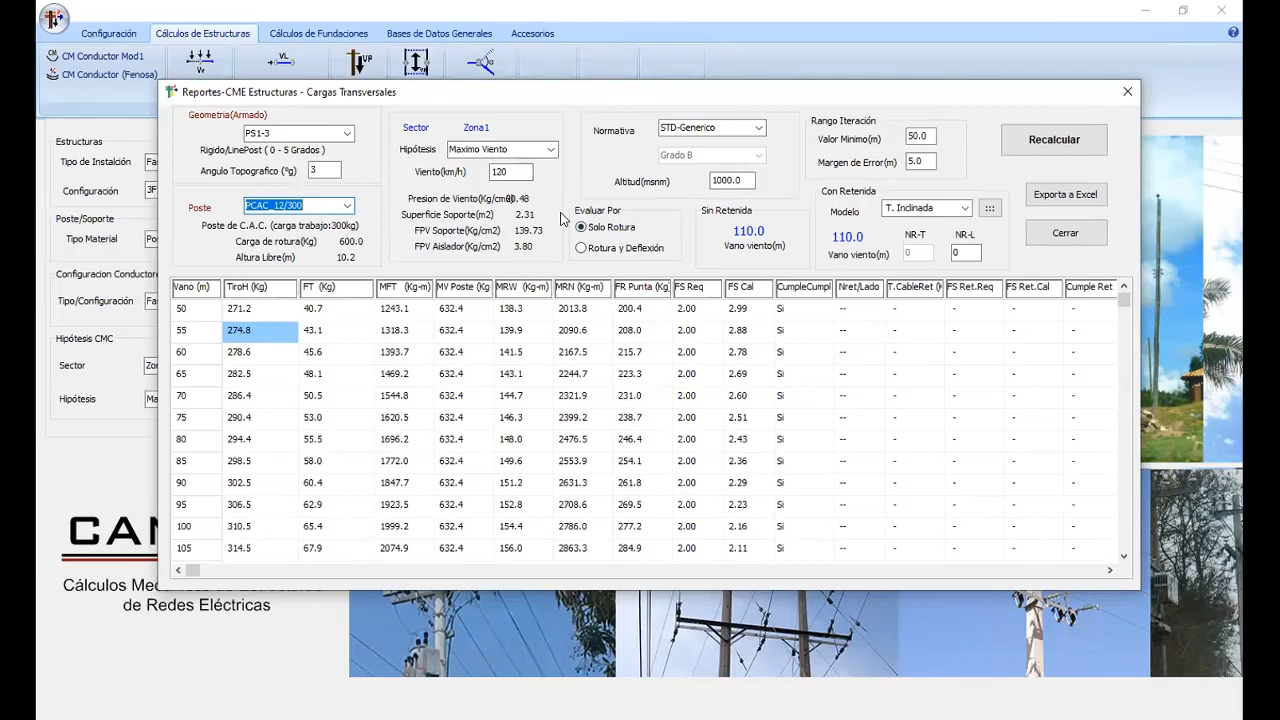 Configuración Cálculos de Estructuras Cálculos de Fundaciones Bases de Datos Generales Accesorios
CM Conductor Mod1
CM Conductor (Fenosa)
VL
UP
Reportes-CME Estructuras - Cargas Transversales
Geometria(Armado)
PS1-3
Rigido/LinePost ( 0 - 5 Grados )
Angulo Topografico (ºg) 3
Poste PCAC_12/300
Poste de C.A.C. (carga trabajo:300kg)
Carga de rotura(Kg) 600.0
Altura Libre(m) 10.2
Sector Zona1
Hipótesis Maximo Viento
Viento(km/h) 120
Superficie Soporte(m2) 2.31
FPV Soporte(Kg/cm2) 139.73
FPV Aislador(Kg/cm2) 3.80
Normativa STD-Generico
Grado B
Altitud(msnm) 1000.0
Evaluar Por
Solo Rotura
Rotura y Deflexión
Sin Retenida
110.0
Vano viento(m)
Rango Iteración
Valor Minimo(m) 50.0
Margen de Error(m) 5.0
Con Retenida
Modelo T. Inclinada
110.0 NR-T NR-L
Vano viento(m) 0 0
Recalcular
Exporta a Excel
Cerrar
Estructuras
Tipo de Instalción
Configuración 3F
Poste/Soporte
Tipo Material
Configuracion Conductor
Tipo/Configuración
Hipótesis CMC
Sector
Hipótesis
Vano (m) TiroH (Kg) FT (Kg) MFT (Kg-m) MV Poste (Kg MRW (Kg-m) MRN (Kg-m) FR Punta (Kg) FS Req FS Cal CumpleCumpl Nret/Lado T.CableRet ( FS Ret.Req FS Ret.Cal Cumple Ret
50 271.2 40.7 1243.1 632.4 138.3 2013.8 200.4 2.00 2.99 Si -- - - - -
55 274.8 43.1 1318.3 632.4 139.9 2090.6 208.0 2.00 2.88 Si -- - - - -
60 278.6 45.6 1393.7 632.4 141.5 2167.5 215.7 2.00 2.78 Si -- - - - -
65 282.5 48.1 1469.2 632.4 143.1 2244.7 223.3 2.00 2.69 Si -- - - - -
70 286.4 50.5 1544.8 632.4 144.7 2321.9 231.0 2.00 2.60 Si -- - - - -
75 290.4 53.0 1620.5 632.4 146.3 2399.2 238.7 2.00 2.51 Si -- - - - -
80 294.4 55.5 1696.2 632.4 148.0 2476.5 246.4 2.00 2.43 Si -- - - - -
85 298.5 58.0 1772.0 632.4 149.6 2553.9 254.1 2.00 2.36 Si -- - - - -
90 302.5 60.4 1847.7 632.4 151.2 2631.3 261.8 2.00 2.29 Si -- - - - -
95 306.5 62.9 1923.5 632.4 152.8 2708.6 269.5 2.00 2.23 Si -- - - - -
100 310.5 65.4 1999.2 632.4 154.4 2786.0 277.2 2.00 2.16 Si -- - - - -
105 314.5 67.9 2074.9 632.4 156.0 2863.3 284.9 2.00 2.11 Si -- - - - -
de Redes Eléctricas